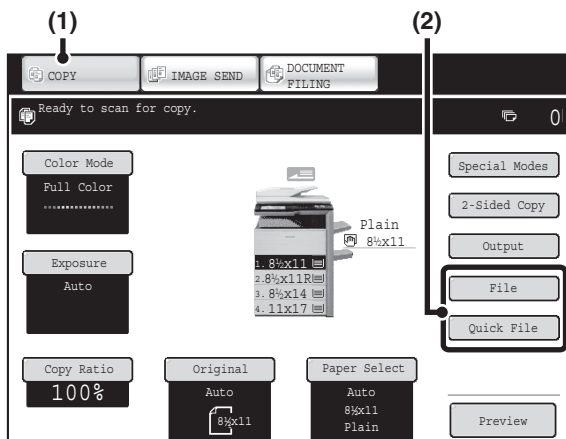 (1)
(2)
COPY
IMAGE SEND
DOCUMENT
FILING
Ready to scan for copy.
0
Color Mode
Full Color
Exposure
Auto
Copy Ratio
100%
Plain
8½x11
1. 8½x11
2. 8½x11R
3. 8½x14
4. 11x17
Original
Auto
8½x11
Paper Select
Auto
8½x11
Plain
Special Modes
2-Sided Copy
Output
File
Quick File
Preview